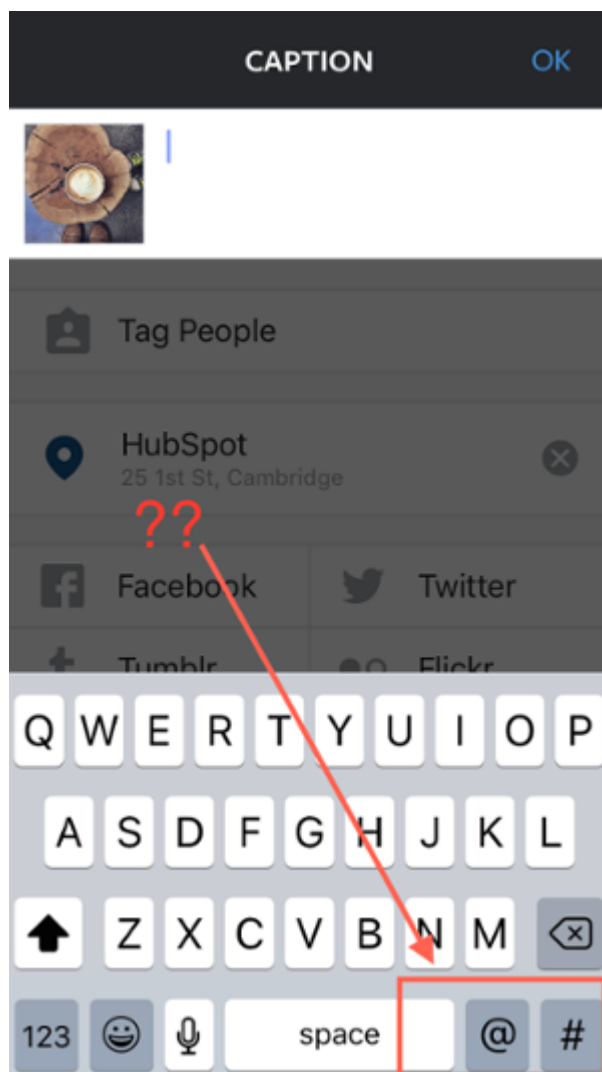 CAPTION OK
Tag People
HubSpot
25 1st St, Cambridge
??
Facebook Twitter
Tumblr Flickr
Q W E R T Y U I O P
A S D F G H J K L
Z X C V B N M
123 space @ #